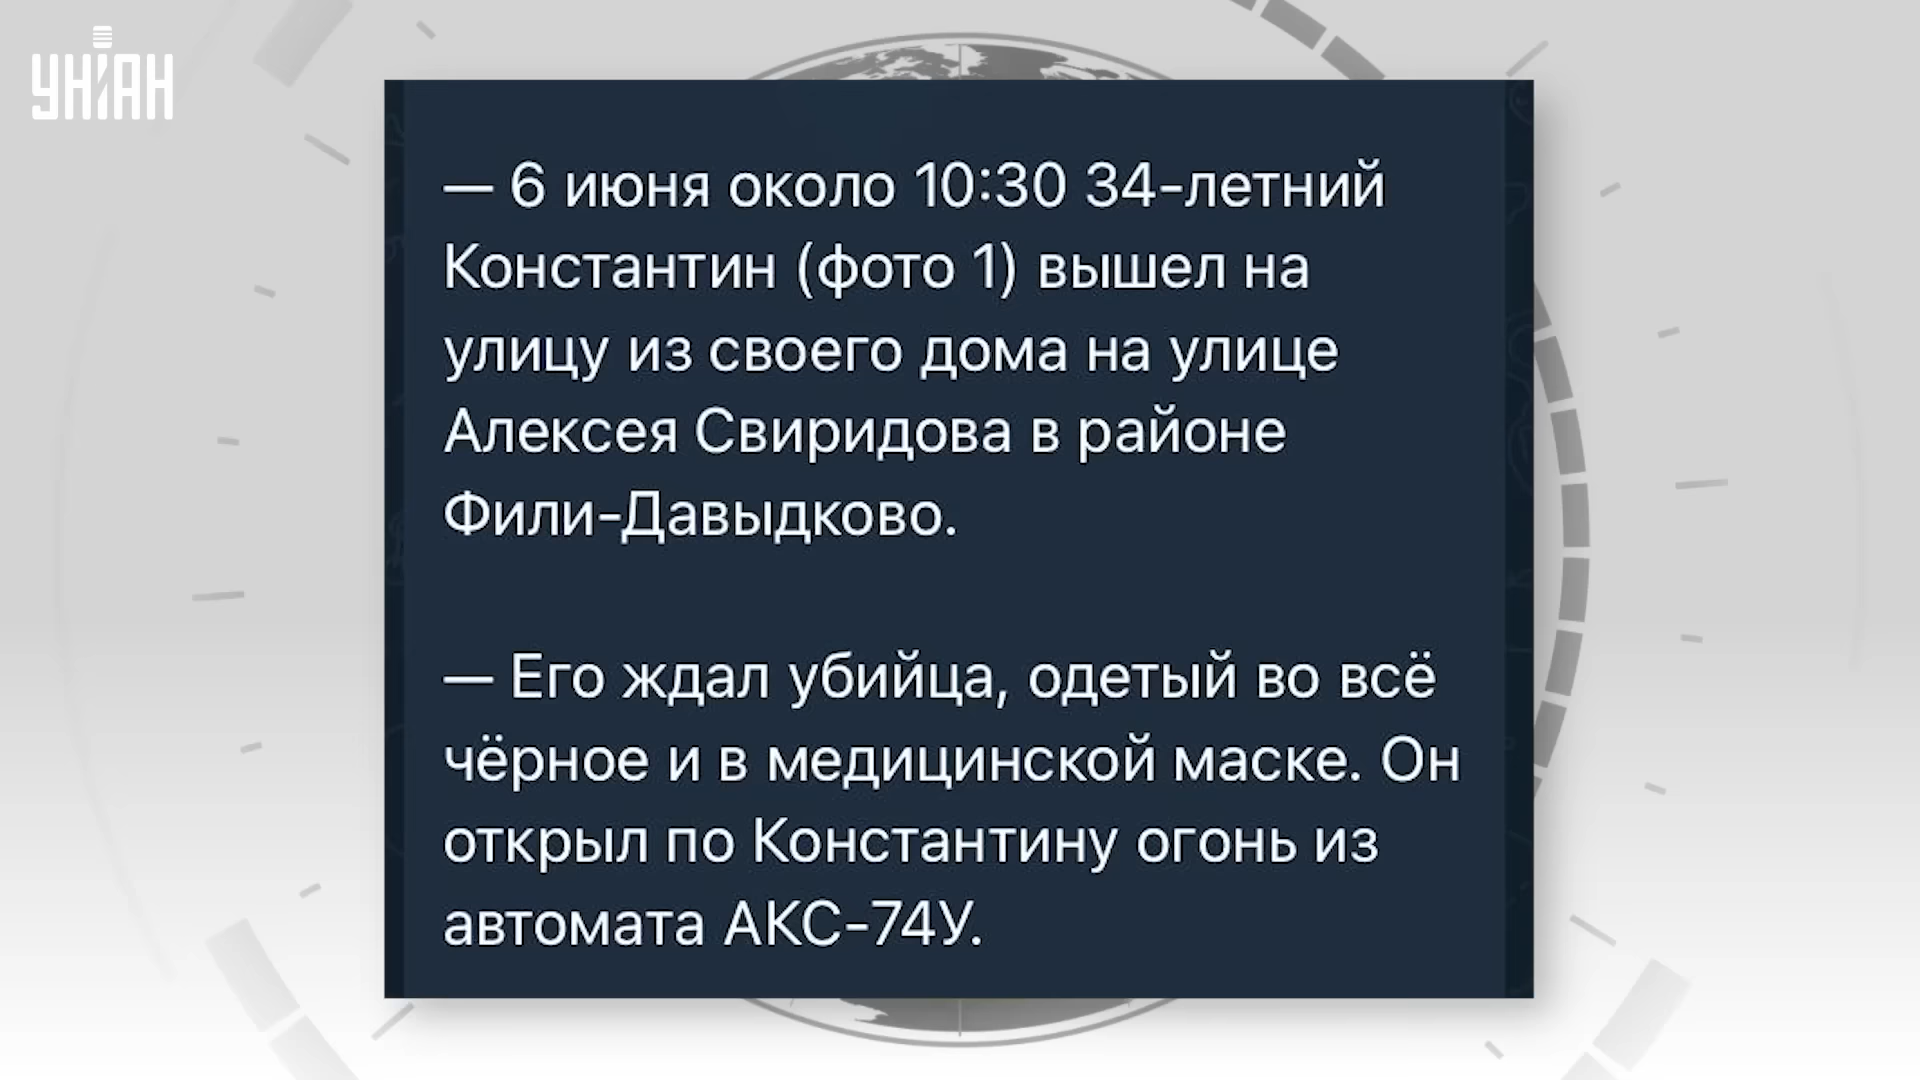 УНІАН
— 6 июня около 10:30 34-летний
Константин (фото 1) вышел на
улицу из своего дома на улице
Алексея Свиридова в районе
Фили-Давыдково.
— Его ждал убийца, одетый во всё
чёрное и в медицинской маске. Он
открыл по Константину огонь из
автомата АКС-74У.